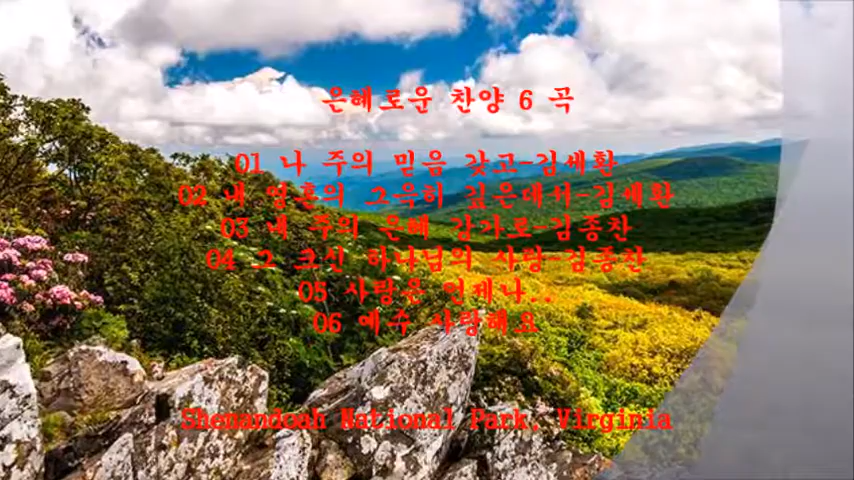 은혜로운 찬양 6 곡
01 나 주의 믿음 갖고-김세환
02 내 영혼의 그윽히 깊은데서-김세환
03 내 주의 은혜 강가로-김종찬
04 그 크신 하나님의 사랑-김종찬
05 사랑은 언제나..
06 예수 사랑해요
Shenandoah National Park, Virginia